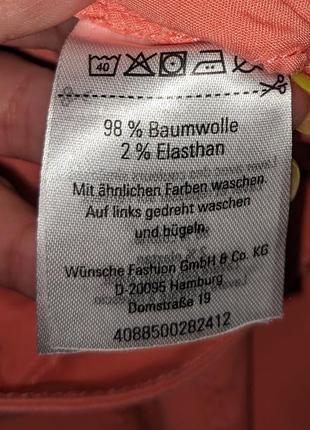 40
98 % Baumwolle
2 % Elasthan
Mit ähnlichen Farben waschen.
Auf links gedreht waschen
und bügeln.
Wünsche Fashion GmbH & Co. KG
D-20095 Hamburg
Domstraße 19
4088500282412